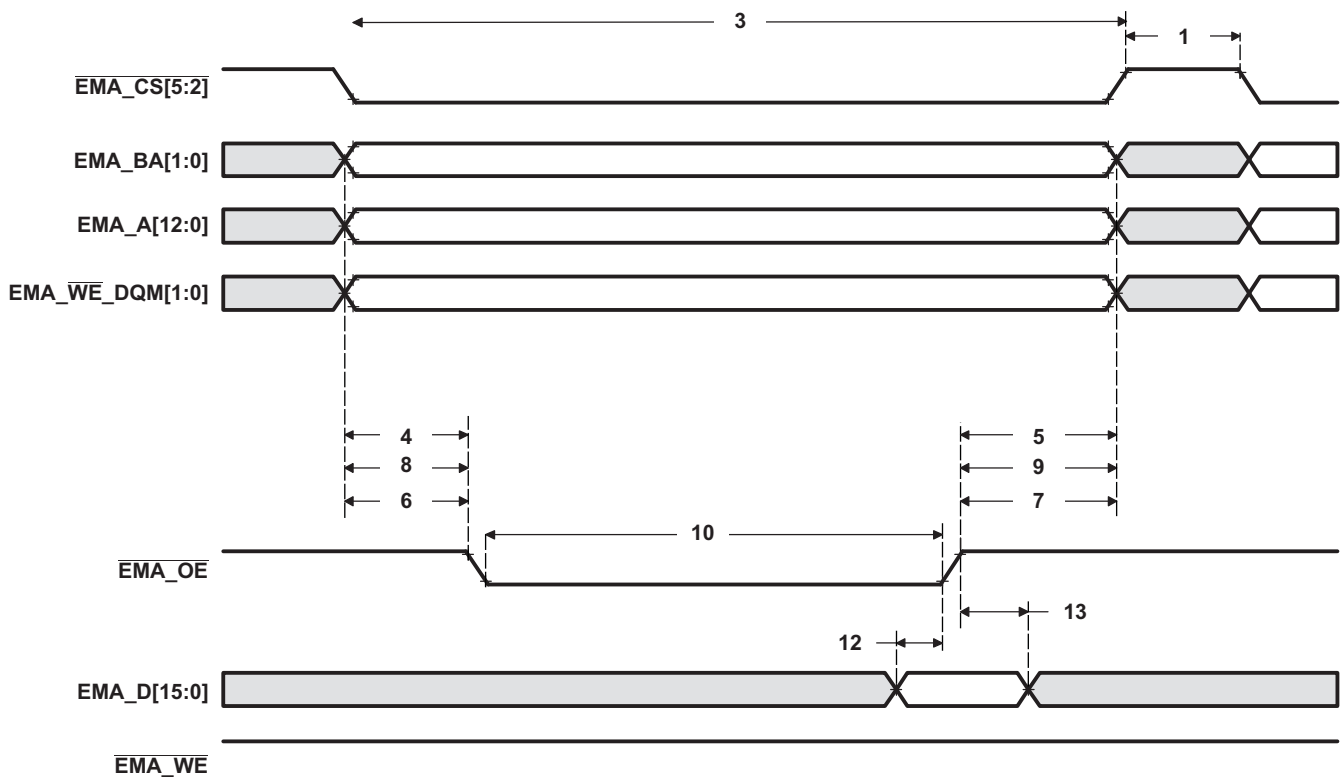 3
1
EMA_CS[5:2]
EMA_BA[1:0]
EMA_A[12:0]
EMA_WE_DQM[1:0]
4 5
8 9
6 7
10
EMA_OE
13
12
EMA_D[15:0]
EMA_WE